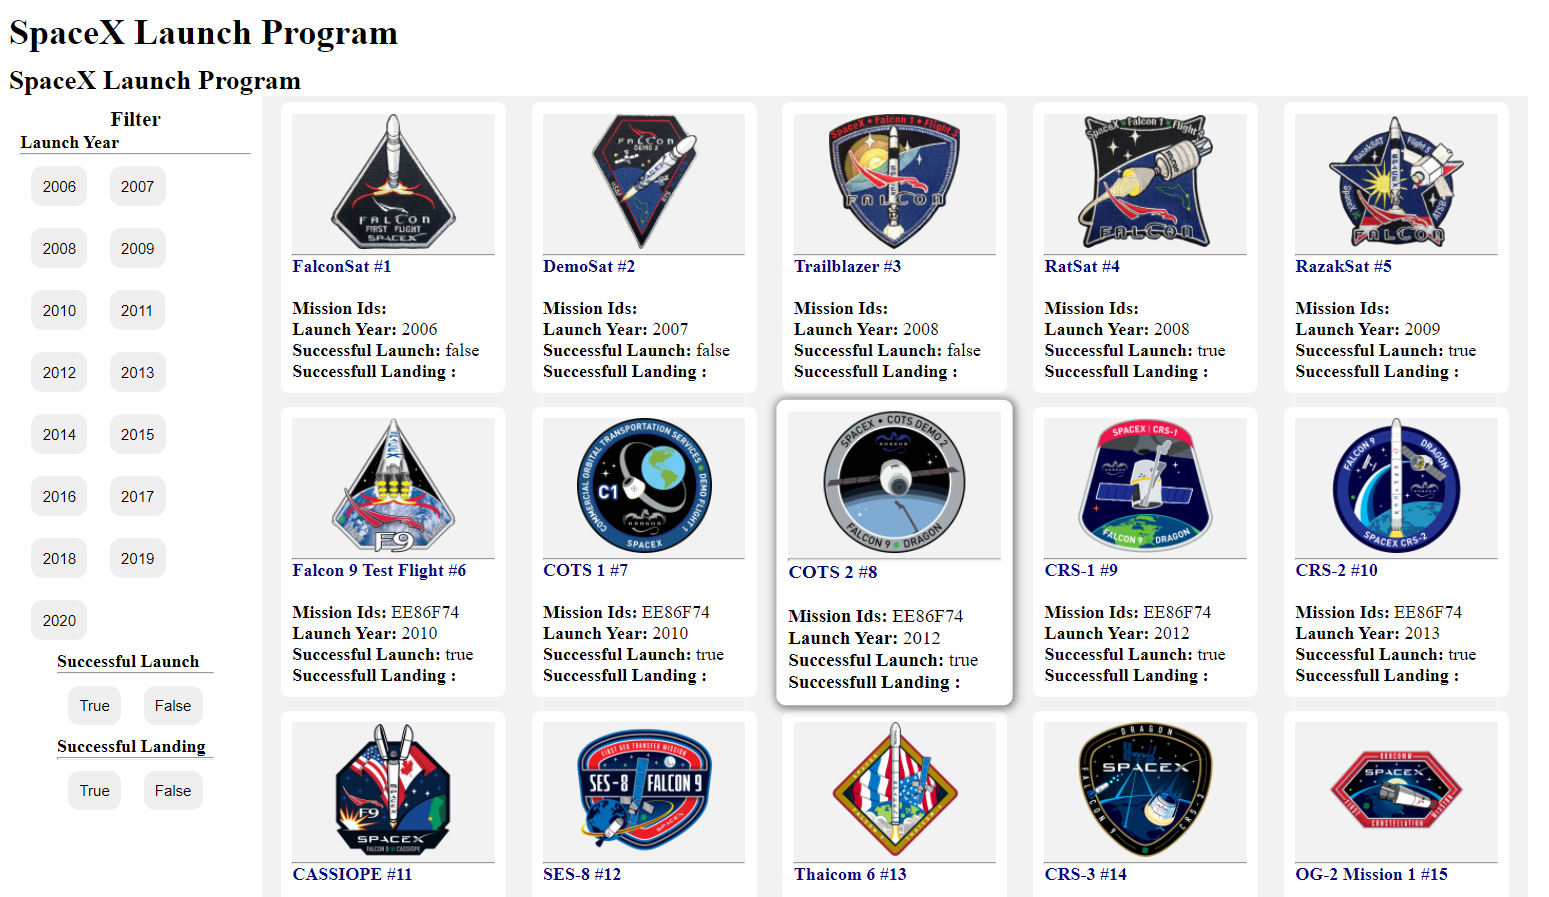 SpaceX Launch Program
SpaceX Launch Program
Filter
Launch Year
2006 2007
2008 2009
2010 2011
2012 2013
2014 2015
2016 2017
2018 2019
2020
Successful Launch
True False
Successful Landing
True False
FALCON
FIRST FLIGHT
SPACEX
FalconSat #1
Mission Ids:
Launch Year: 2006
Successful Launch: false
Successfull Landing :
FALCON
DEMO 2
DemoSat #2
Mission Ids:
Launch Year: 2007
Successful Launch: false
Successfull Landing :
SpaceX • Falcon 1 • Flight 3
FALCON
Trailblazer #3
Mission Ids:
Launch Year: 2008
Successful Launch: false
Successfull Landing :
SpaceX Falcon 1 Flight 4
FALCON
RatSat #4
Mission Ids:
Launch Year: 2008
Successful Launch: true
Successfull Landing :
RazakSAT Flight 5
SpaceX
ATSB
FALCON
RazakSat #5
Mission Ids:
Launch Year: 2009
Successful Launch: true
Successfull Landing :
F9
Falcon 9 Test Flight #6
Mission Ids: EE86F74
Launch Year: 2010
Successful Launch: true
Successfull Landing :
COMMERCIAL ORBITAL TRANSPORTATION SERVICES • DEMO FLIGHT 1
C1
DRAGON
SPACEX
COTS 1 #7
Mission Ids: EE86F74
Launch Year: 2010
Successful Launch: true
Successfull Landing :
SPACEX • COTS DEMO 2
DRAGON
FALCON 9 DRAGON
COTS 2 #8
Mission Ids: EE86F74
Launch Year: 2012
Successful Launch: true
Successfull Landing :
SPACEX | CRS-1
DRAGON
FALCON 9 DRAGON
CRS-1 #9
Mission Ids: EE86F74
Launch Year: 2012
Successful Launch: true
Successfull Landing :
FALCON 9 DRAGON
DRAGON
SPACEX CRS-2
CRS-2 #10
Mission Ids: EE86F74
Launch Year: 2013
Successful Launch: true
Successfull Landing :
F9
SPACEX
FALCON 9 CASSIOPE
CASSIOPE #11
FIRST GEO TRANSFER MISSION
SES-8 FALCON 9
SPACEX
SES-8 #12
Thaicom 6 #13
DRAGON
SPACEX
FALCON 9 CRS-3
CRS-3 #14
ORBCOMM
SPACEX
FIRST CONSTELLATION MISSION
OG-2 Mission 1 #15